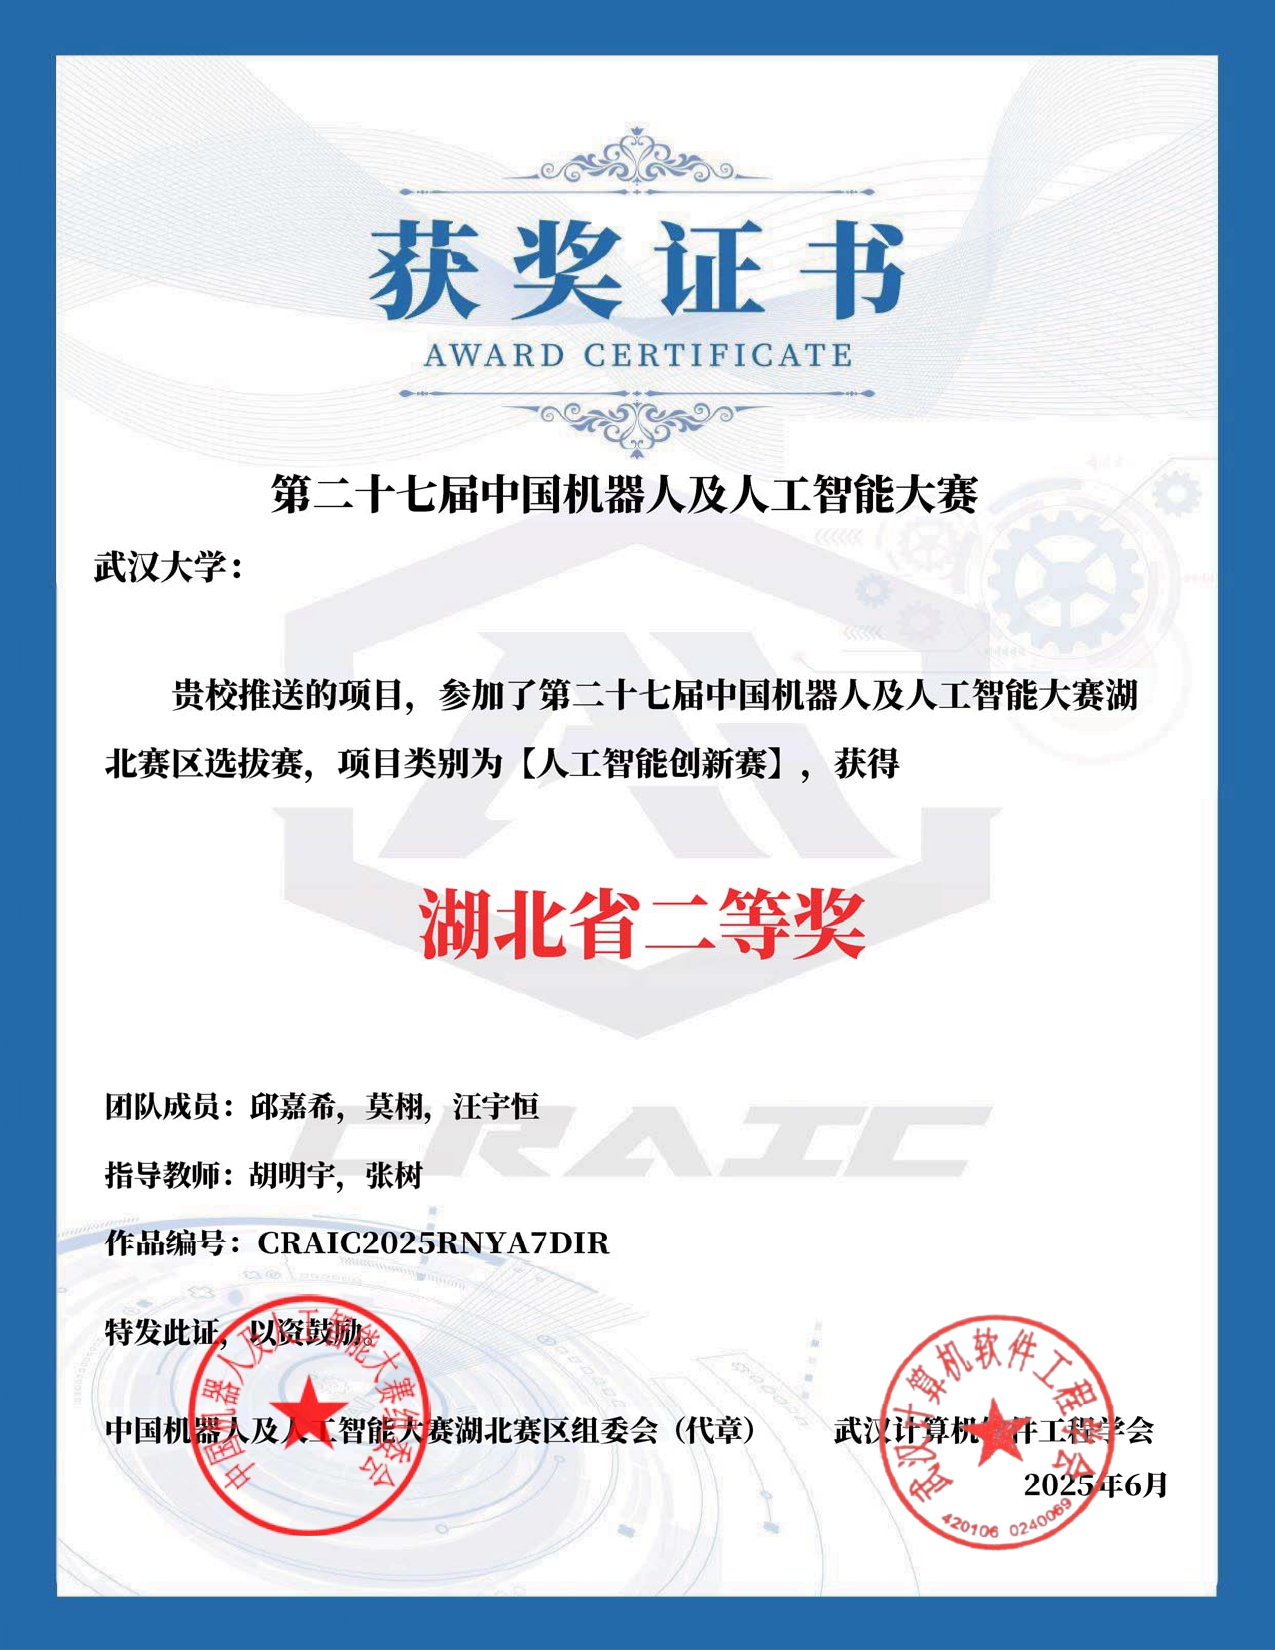 获奖证书
AWARD CERTIFICATE
第二十七届中国机器人及人工智能大赛
武汉大学：
贵校推送的项目，参加了第二十七届中国机器人及人工智能大赛湖
北赛区选拔赛，项目类别为【人工智能创新赛】，获得
湖北省二等奖
团队成员：邱嘉希，莫栩，汪宇恒
CRAIC
指导教师：胡明宇，张树
作品编号：CRAIC2025RNYA7DIR
特发此证，以资鼓励。
中国机器人及人工智能大赛湖北赛区组委会（代章）
武汉计算机软件工程学会
2025年6月
中国机器人及人工智能大赛组委会
武汉计算机软件工程学会
420106 0240069